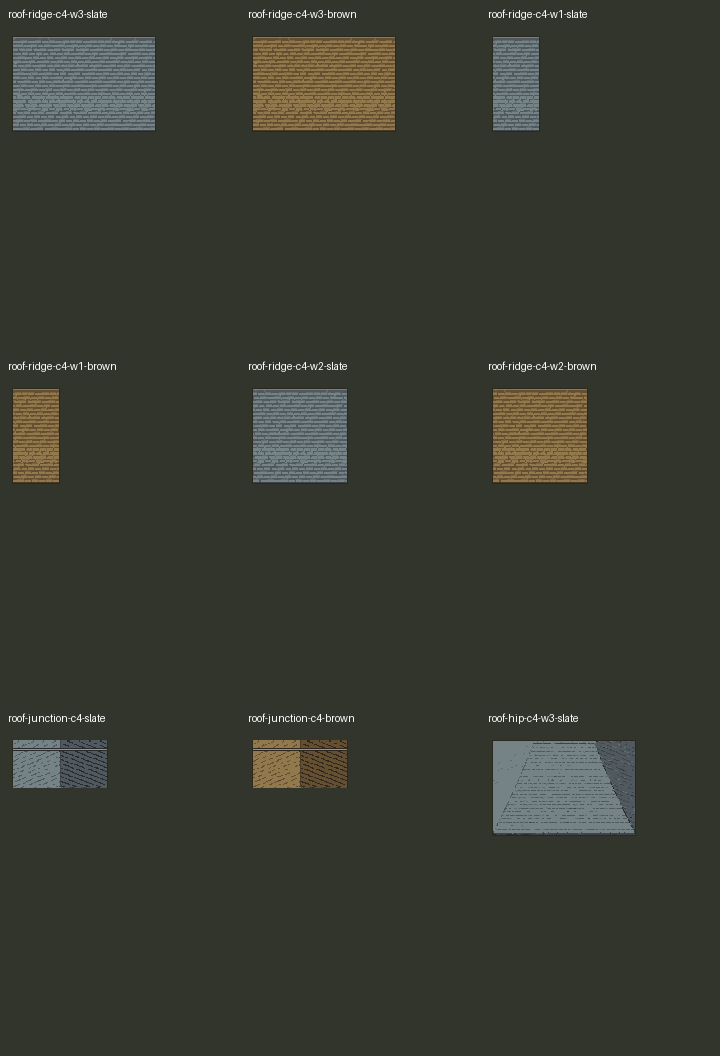 roof-ridge-c4-w3-slate
roof-ridge-c4-w3-brown
roof-ridge-c4-w1-slate
roof-ridge-c4-w1-brown
roof-ridge-c4-w2-slate
roof-ridge-c4-w2-brown
roof-junction-c4-slate
roof-junction-c4-brown
roof-hip-c4-w3-slate